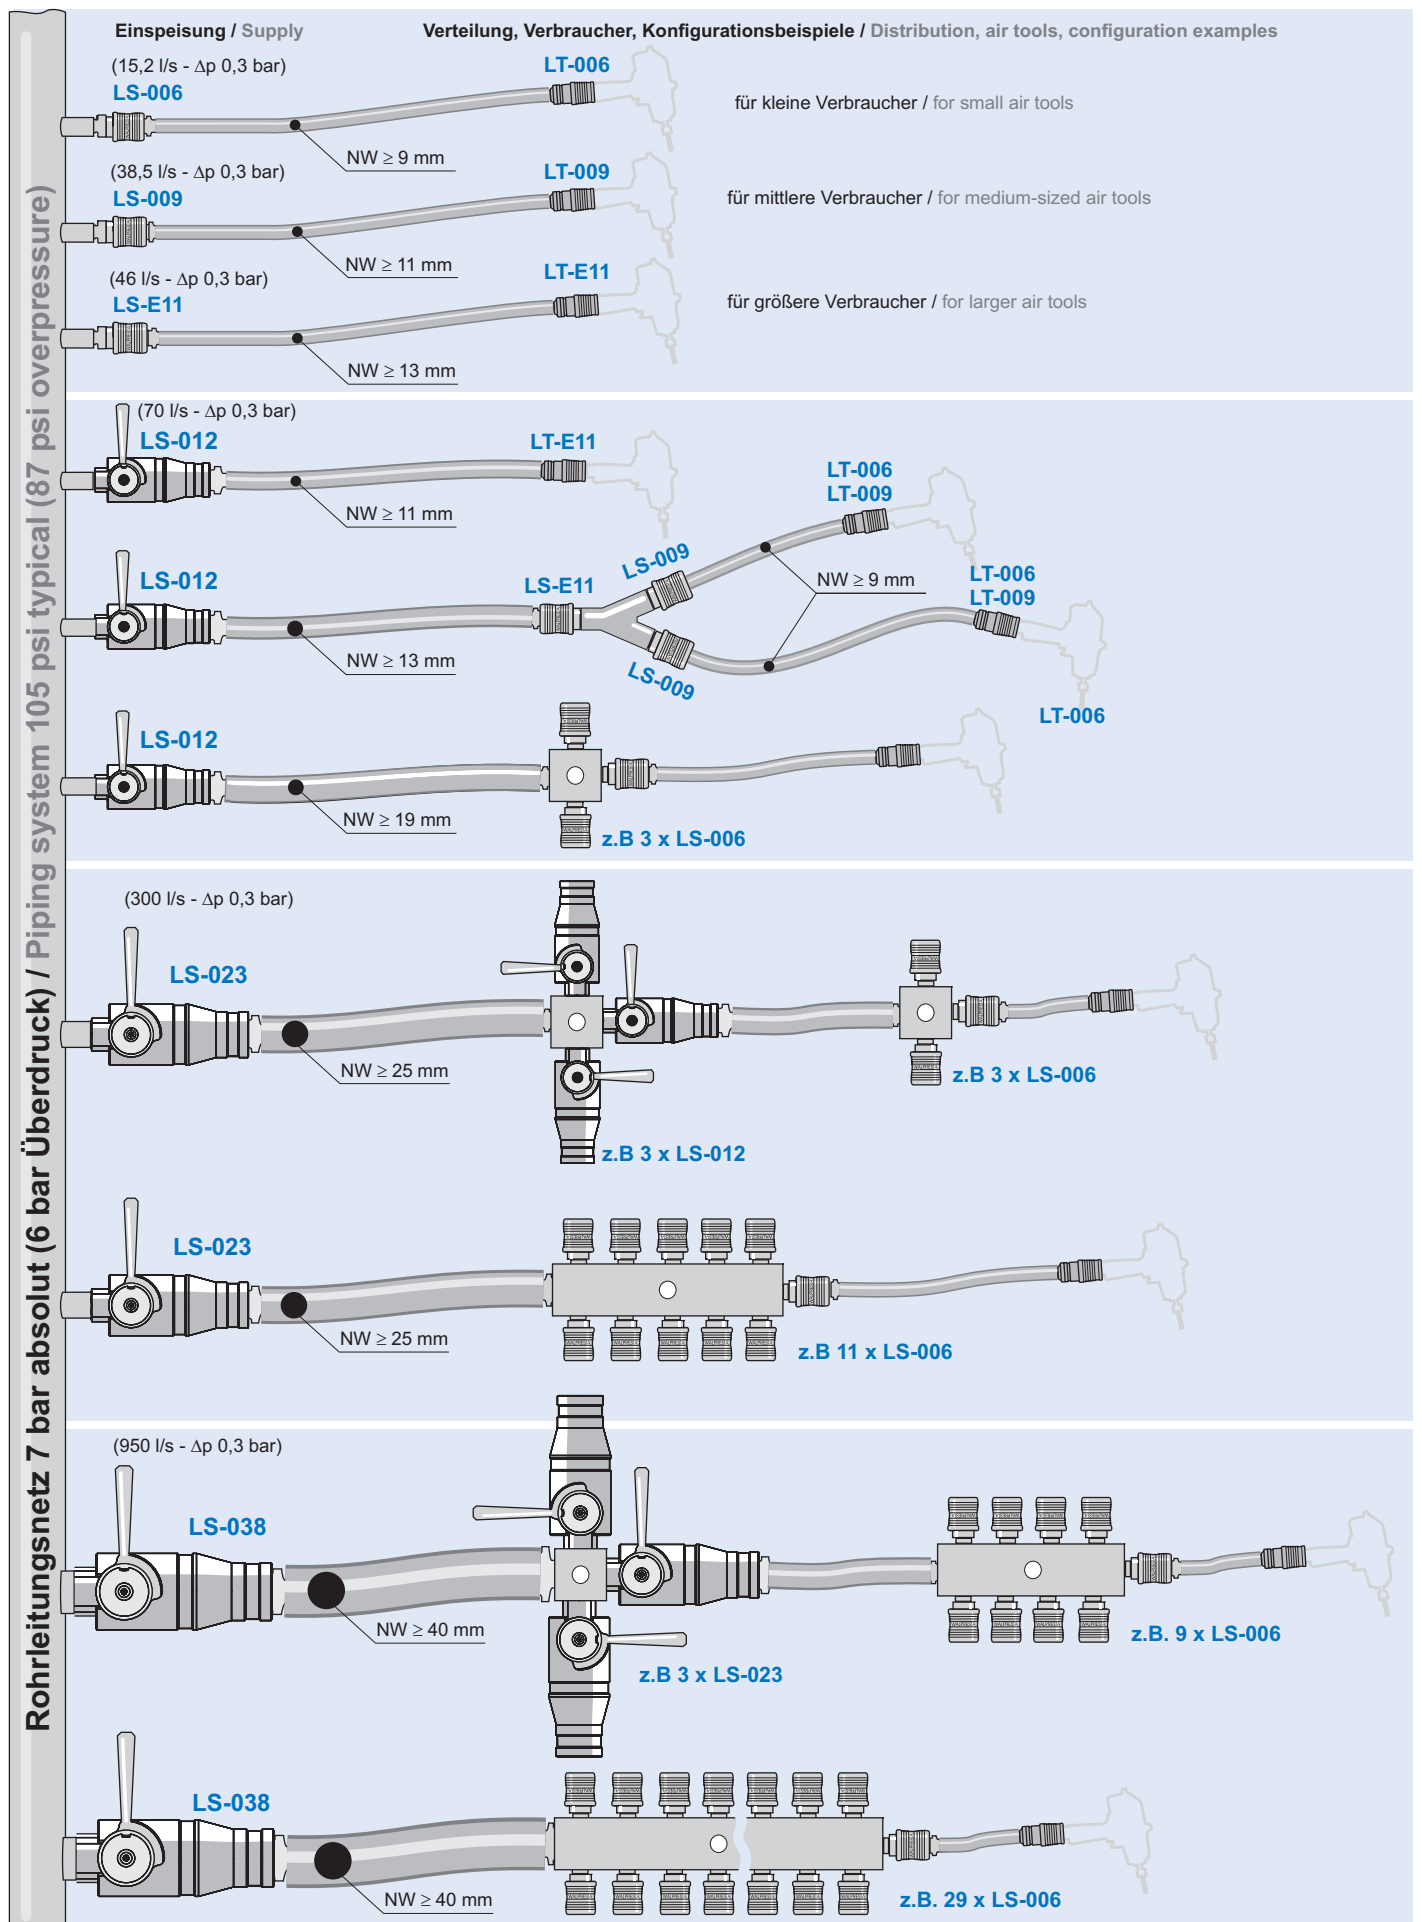 Rohrleitungsnetz 7 bar absolut (6 bar Überdruck) / Piping system 105 psi typical (87 psi overpressure)
Einspeisung / Supply
Verteilung, Verbraucher, Konfigurationsbeispiele / Distribution, air tools, configuration examples
(15,2 l/s - Δp 0,3 bar)
LT-006
LS-006
für kleine Verbraucher / for small air tools
NW ≥ 9 mm
(38,5 l/s - Δp 0,3 bar)
LT-009
LS-009
für mittlere Verbraucher / for medium-sized air tools
NW ≥ 11 mm
(46 l/s - Δp 0,3 bar)
LT-E11
LS-E11
für größere Verbraucher / for larger air tools
NW ≥ 13 mm
(70 l/s - Δp 0,3 bar)
LS-012
LT-E11
LT-006
LT-009
NW ≥ 11 mm
LS-012
LS-E11
LS-009
NW ≥ 9 mm
LT-006
LT-009
NW ≥ 13 mm
LS-009
LT-006
LS-012
NW ≥ 19 mm
z.B 3 x LS-006
(300 l/s - Δp 0,3 bar)
LS-023
NW ≥ 25 mm
z.B 3 x LS-006
z.B 3 x LS-012
LS-023
NW ≥ 25 mm
z.B 11 x LS-006
(950 l/s - Δp 0,3 bar)
LS-038
NW ≥ 40 mm
z.B. 9 x LS-006
z.B 3 x LS-023
LS-038
NW ≥ 40 mm
z.B. 29 x LS-006